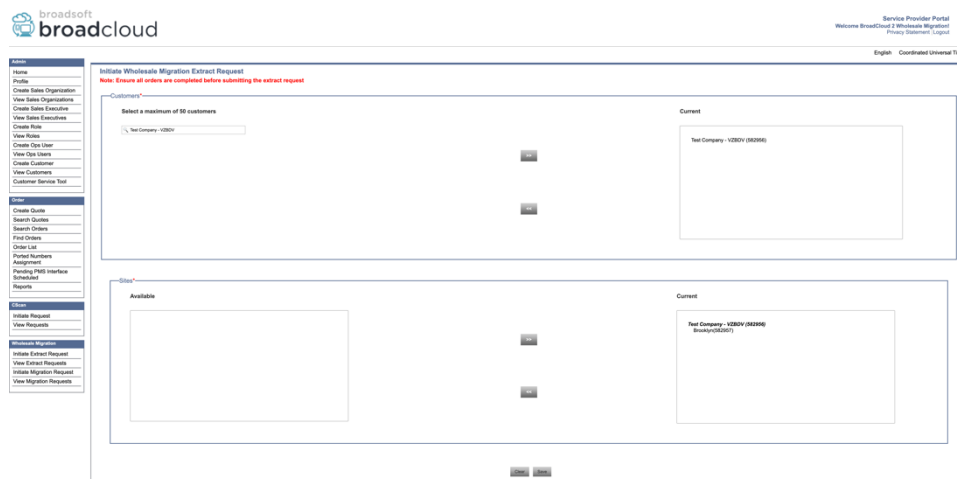 broadsoft
broadcloud
Service Provider Portal
Welcome BroadCloud 2 Wholesale Migration!
Privacy Statement Logout
English Coordinated Universal Ti
Admin
Home
Profile
Create Sales Organization
View Sales Organizations
Create Sales Executive
View Sales Executives
Create Role
View Roles
Create Ops User
View Ops Users
Create Customer
View Customers
Customer Service Tool
Order
Create Quote
Search Quotes
Search Orders
Find Orders
Order List
Ported Numbers
Assignment
Pending PMS Interface
Scheduled
Reports
CScan
Initiate Request
View Requests
Wholesale Migration
Initiate Extract Request
View Extract Requests
Initiate Migration Request
View Migration Requests
Initiate Wholesale Migration Extract Request
Note: Ensure all orders are completed before submitting the extract request
Customers*
Select a maximum of 50 customers
Current
Test Company - VZBDV
Test Company - VZBDV (582956)
>>
<<
Sites*
Available
Current
Test Company - VZBDV (582956)
Brooklyn(582957)
>>
<<
Clear Save